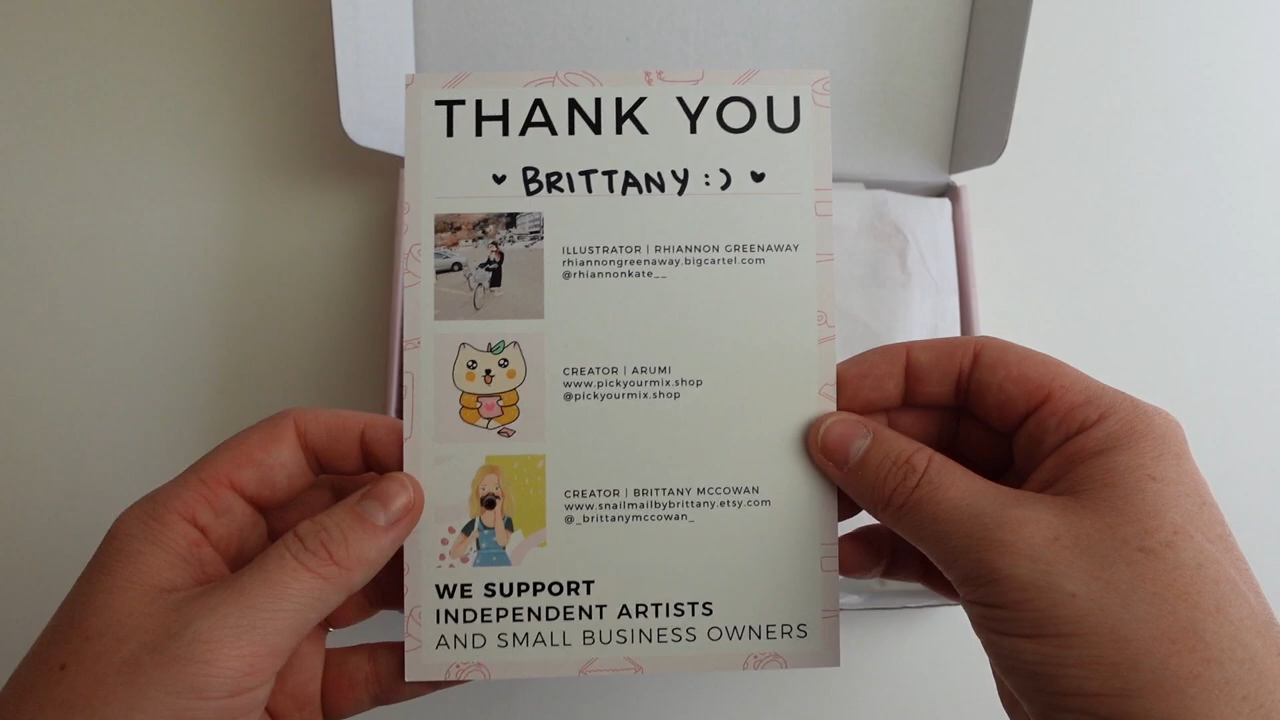 THANK YOU
♥ BRITTANY :) ♥
ILLUSTRATOR | RHIANNON GREENAWAY
rhiannongreenaway.bigcartel.com
@rhiannonkate__
CREATOR | ARUMI
www.pickyourmix.shop
@pickyourmix.shop
CREATOR | BRITTANY MCCOWAN
www.snailmailbybrittany.etsy.com
@_brittanymccowan_
WE SUPPORT
INDEPENDENT ARTISTS
AND SMALL BUSINESS OWNERS